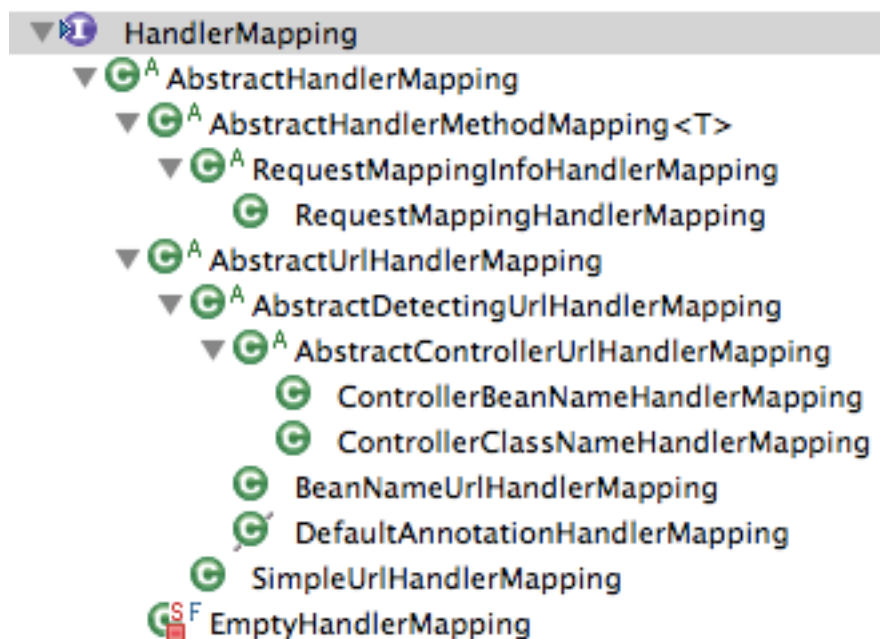 HandlerMapping
AbstractHandlerMapping
AbstractHandlerMethodMapping<T>
RequestMappingInfoHandlerMapping
RequestMappingHandlerMapping
AbstractUrlHandlerMapping
AbstractDetectingUrlHandlerMapping
AbstractControllerUrlHandlerMapping
ControllerBeanNameHandlerMapping
ControllerClassNameHandlerMapping
BeanNameUrlHandlerMapping
DefaultAnnotationHandlerMapping
SimpleUrlHandlerMapping
EmptyHandlerMapping